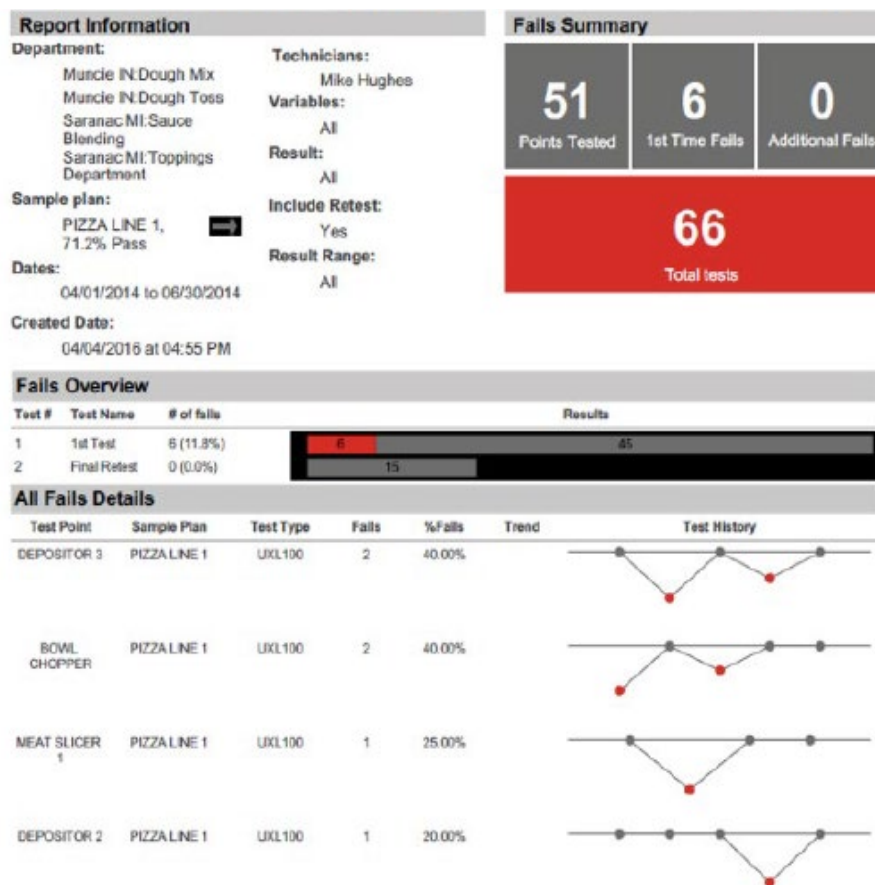 Report Information
Department:
Muncie IN:Dough Mix
Muncie IN:Dough Toss
Saranac MI:Sauce
Blending
Saranac MI:Toppings
Department
Sample plan:
PIZZA LINE 1,
71.2% Pass
Dates:
04/01/2014 to 06/30/2014
Created Date:
04/04/2016 at 04:55 PM
Technicians:
Mike Hughes
Variables:
All
Result:
All
Include Retest:
Yes
Result Range:
All
Fails Summary
51
Points Tested
6
1st Time Fails
0
Additional Fails
66
Total tests
Fails Overview
Test # Test Name # of fails Results
1 1st Test 6 (11.8%) 6 45
2 Final Retest 0 (0.0%) 15
All Fails Details
Test Point Sample Plan Test Type Fails %Fails Trend Test History
DEPOSITOR 3 PIZZA LINE 1 UXL100 2 40.00%
BOWL PIZZA LINE 1 UXL100 2 40.00%
CHOPPER
MEAT SLICER PIZZA LINE 1 UXL100 1 25.00%
1
DEPOSITOR 2 PIZZA LINE 1 UXL100 1 20.00%